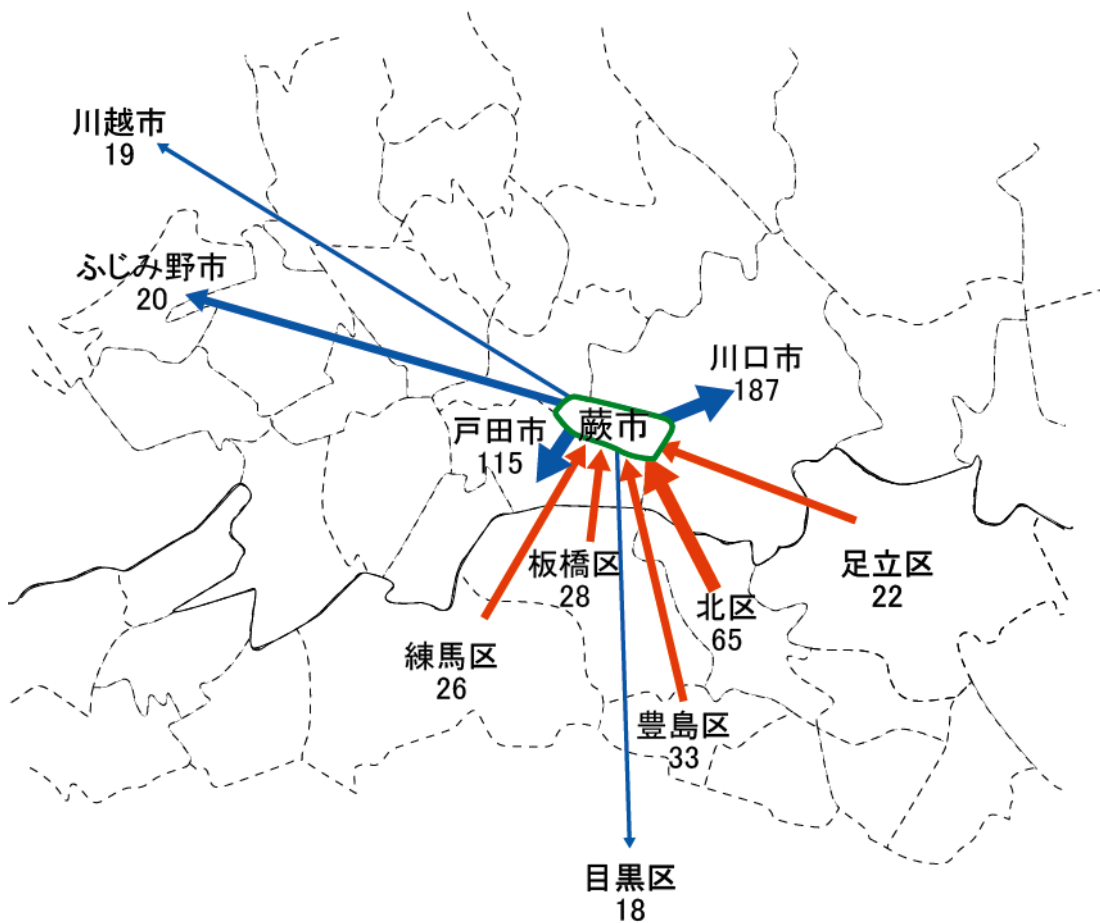 川越市
19
ふじみ野市
20
川口市
187
蕨市
戸田市
115
板橋区
28
足立区
22
北区
65
練馬区
26
豊島区
33
目黒区
18